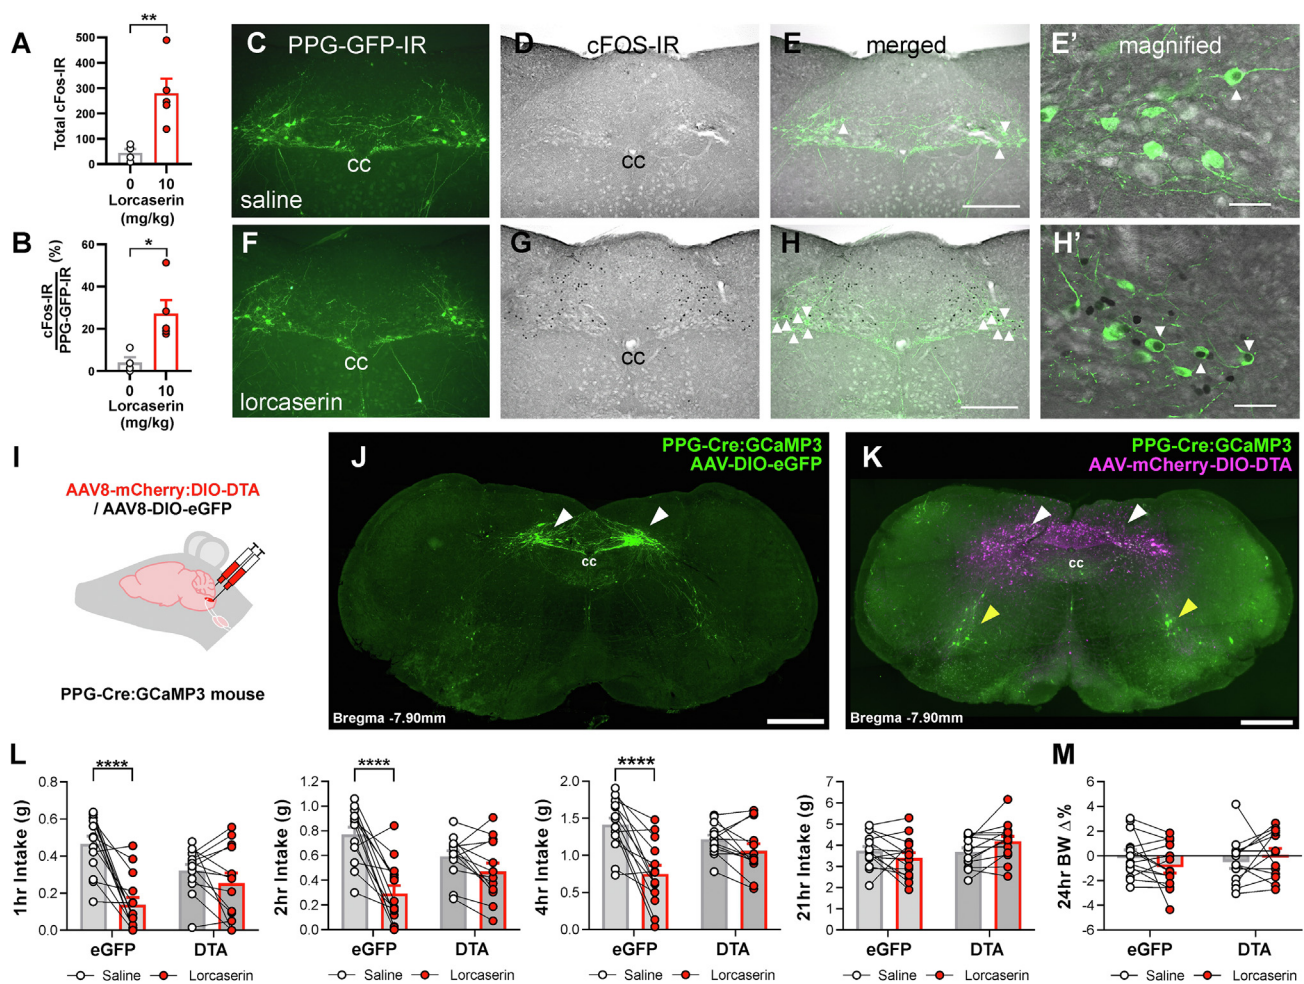 A
**
Total cFos-IR
500
400
300
200
100
0
0 10
Lorcaserin
(mg/kg)
B
*
cFos-IR
PPG-GFP-IR
(%)
60
40
20
0
0 10
Lorcaserin
(mg/kg)
C PPG-GFP-IR
cc
saline
D cFOS-IR
cc
E merged
E’ magnified
F
cc
lorcaserin
G
cc
H
H’
I
AAV8-mCherry:DIO-DTA
/ AAV8-DIO-eGFP
PPG-Cre:GCaMP3 mouse
J
PPG-Cre:GCaMP3
AAV-DIO-eGFP
cc
Bregma -7.90mm
K
PPG-Cre:GCaMP3
AAV-mCherry-DIO-DTA
cc
Bregma -7.90mm
L
1hr Intake (g)
0.8
0.6
0.4
0.2
0.0
****
eGFP DTA
Saline Lorcaserin
2hr Intake (g)
1.2
1.0
0.8
0.6
0.4
0.2
0.0
****
eGFP DTA
Saline Lorcaserin
4hr Intake (g)
2.0
1.5
1.0
0.5
0.0
****
eGFP DTA
Saline Lorcaserin
21hr Intake (g)
7
6
5
4
3
2
1
0
eGFP DTA
Saline Lorcaserin
M
24hr BW Δ%
6
4
2
0
-2
-4
-6
eGFP DTA
Saline Lorcaserin